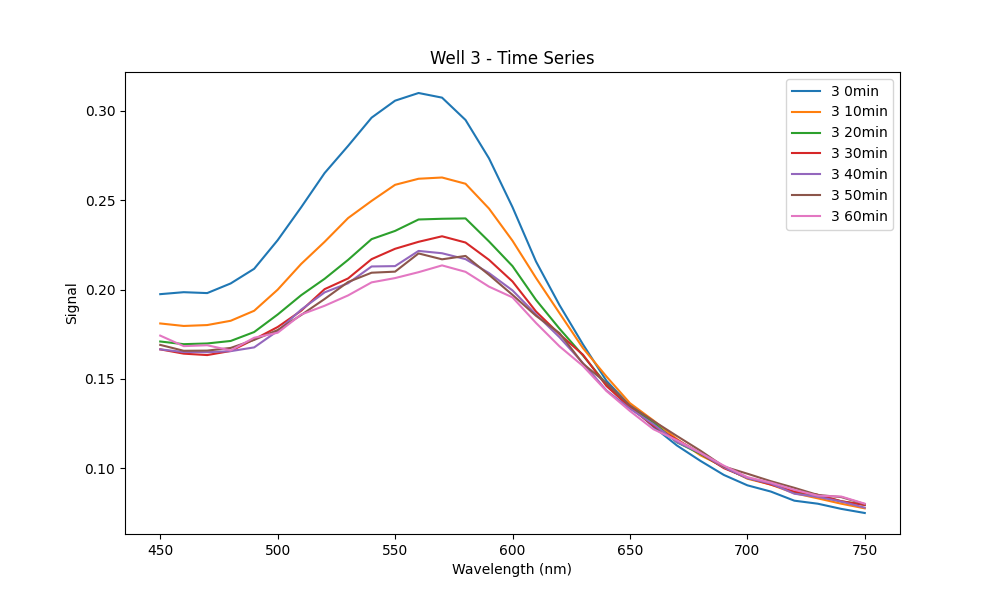 Well 3 - Time Series
3 0min
3 10min
3 20min
3 30min
3 40min
3 50min
3 60min
Signal
0.30
0.25
0.20
0.15
0.10
450 500 550 600 650 700 750
Wavelength (nm)